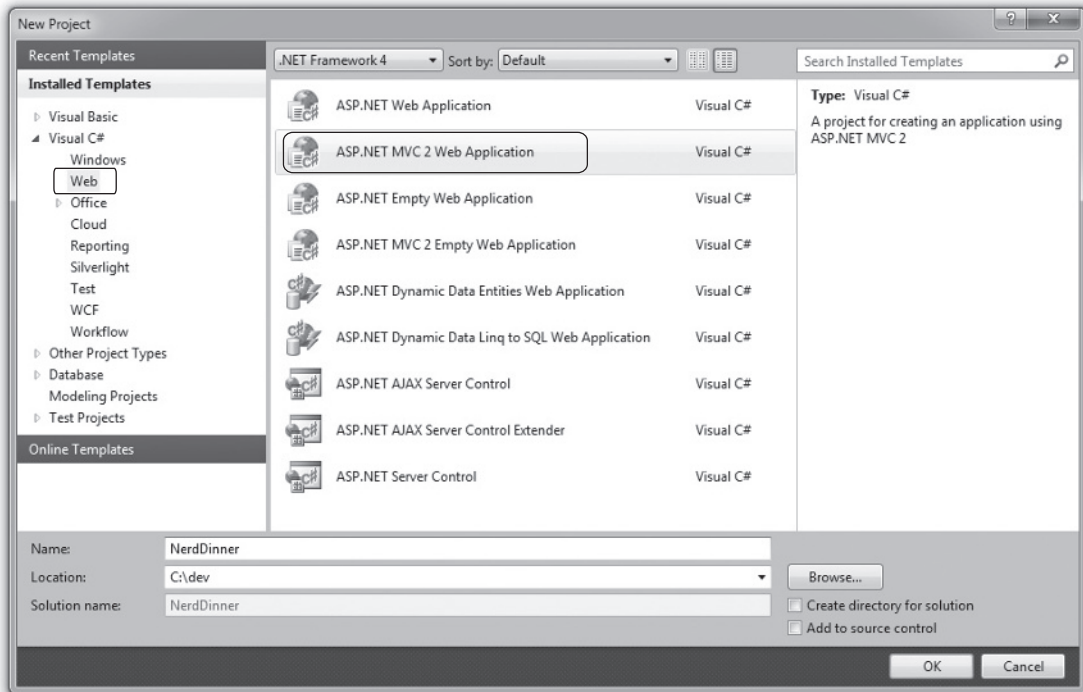 New Project
Recent Templates
Installed Templates
Visual Basic
Visual C#
Windows
Web
Office
Cloud
Reporting
Silverlight
Test
WCF
Workflow
Other Project Types
Database
Modeling Projects
Test Projects
Online Templates
.NET Framework 4
Sort by: Default
ASP.NET Web Application Visual C#
ASP.NET MVC 2 Web Application Visual C#
ASP.NET Empty Web Application Visual C#
ASP.NET MVC 2 Empty Web Application Visual C#
ASP.NET Dynamic Data Entities Web Application Visual C#
ASP.NET Dynamic Data Linq to SQL Web Application Visual C#
ASP.NET AJAX Server Control Visual C#
ASP.NET AJAX Server Control Extender Visual C#
ASP.NET Server Control Visual C#
Search Installed Templates
Type: Visual C#
A project for creating an application using
ASP.NET MVC 2
Name: NerdDinner
Location: C:\dev
Browse...
Solution name: NerdDinner
Create directory for solution
Add to source control
OK Cancel